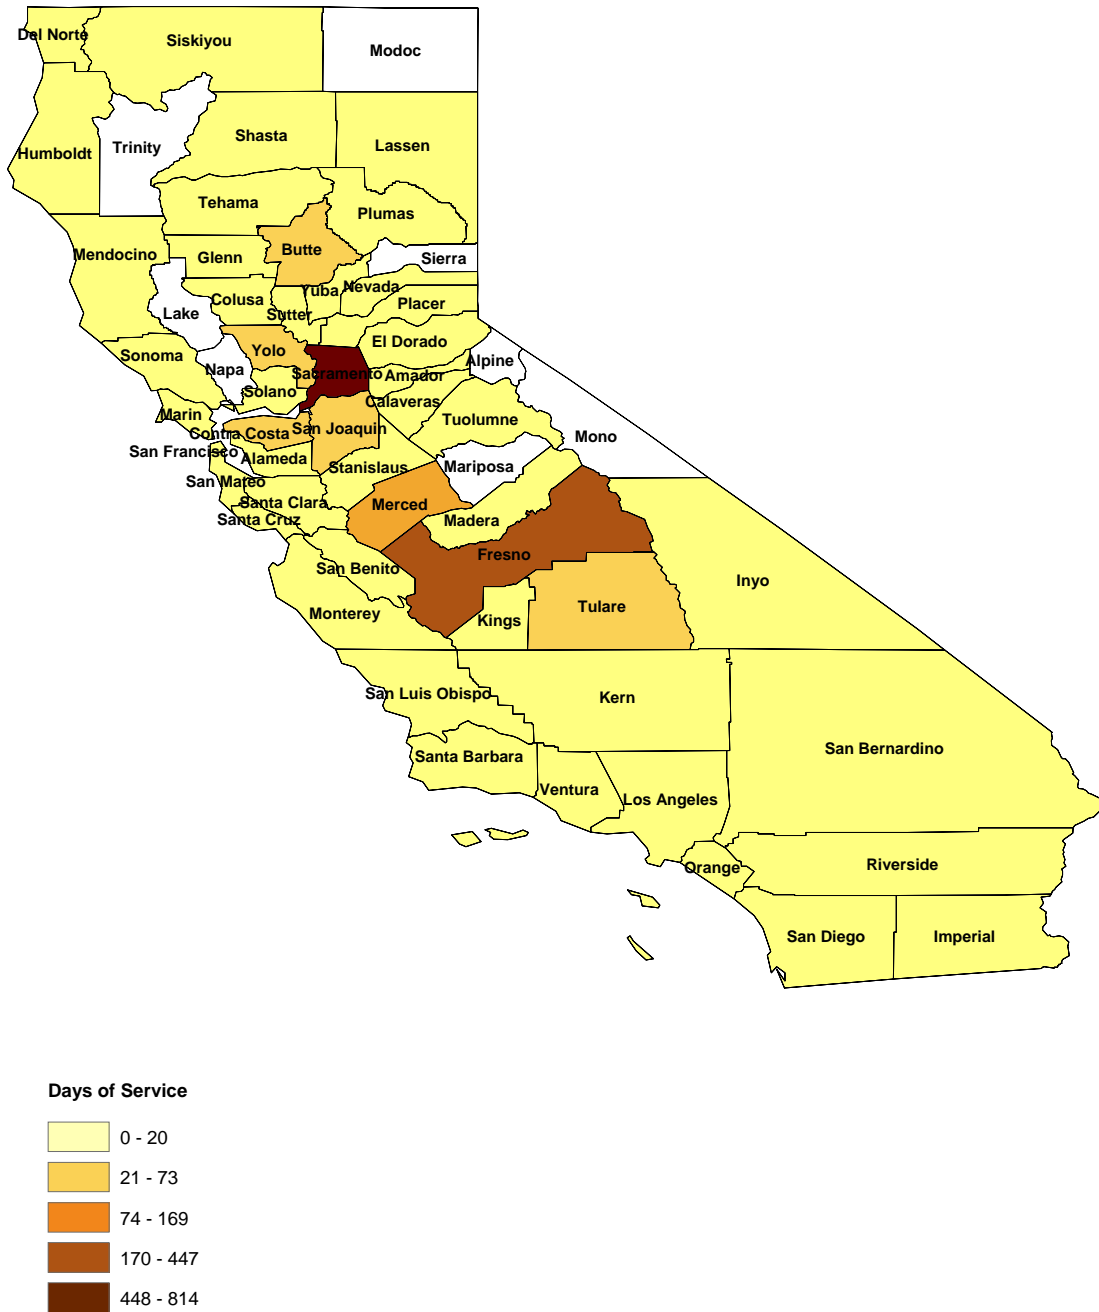 Del Norte
Siskiyou
Modoc
Humboldt
Trinity
Shasta
Lassen
Tehama
Plumas
Mendocino
Glenn
Butte
Sierra
Colusa
Yuba
Nevada
Lake
Sutter
Placer
Sonoma
Yolo
El Dorado
Napa
Sacramento
Amador
Alpine
Solano
Calaveras
Marin
Contra Costa
San Joaquin
Tuolumne
Mono
San Francisco
Alameda
Stanislaus
Mariposa
San Mateo
Santa Clara
Merced
Santa Cruz
Madera
San Benito
Fresno
Inyo
Monterey
Kings
Tulare
San Luis Obispo
Kern
Santa Barbara
San Bernardino
Ventura
Los Angeles
Orange
Riverside
San Diego
Imperial
Days of Service
0 - 20
21 - 73
74 - 169
170 - 447
448 - 814